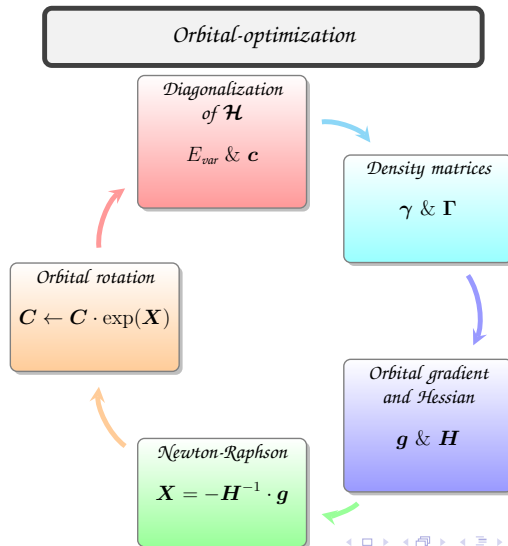 Orbital-optimization
Diagonalization
of 𝓗
E_var & c
Density matrices
γ & Γ
Orbital gradient
and Hessian
g & H
Newton-Raphson
X = −H⁻¹ · g
Orbital rotation
C ← C · exp(X)